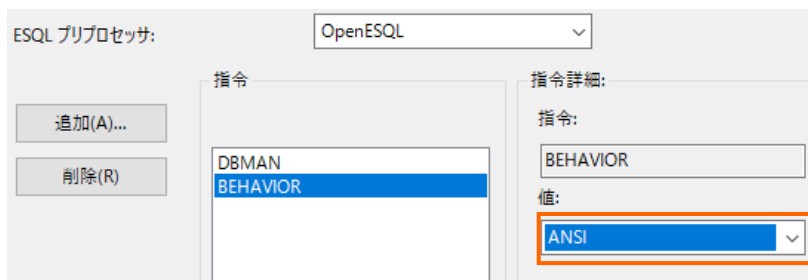 ESQL プリプロセッサ:
OpenESQL
指令
指令詳細:
追加(A)...
指令:
削除(R)
DBMAN
BEHAVIOR
BEHAVIOR
値:
ANSI